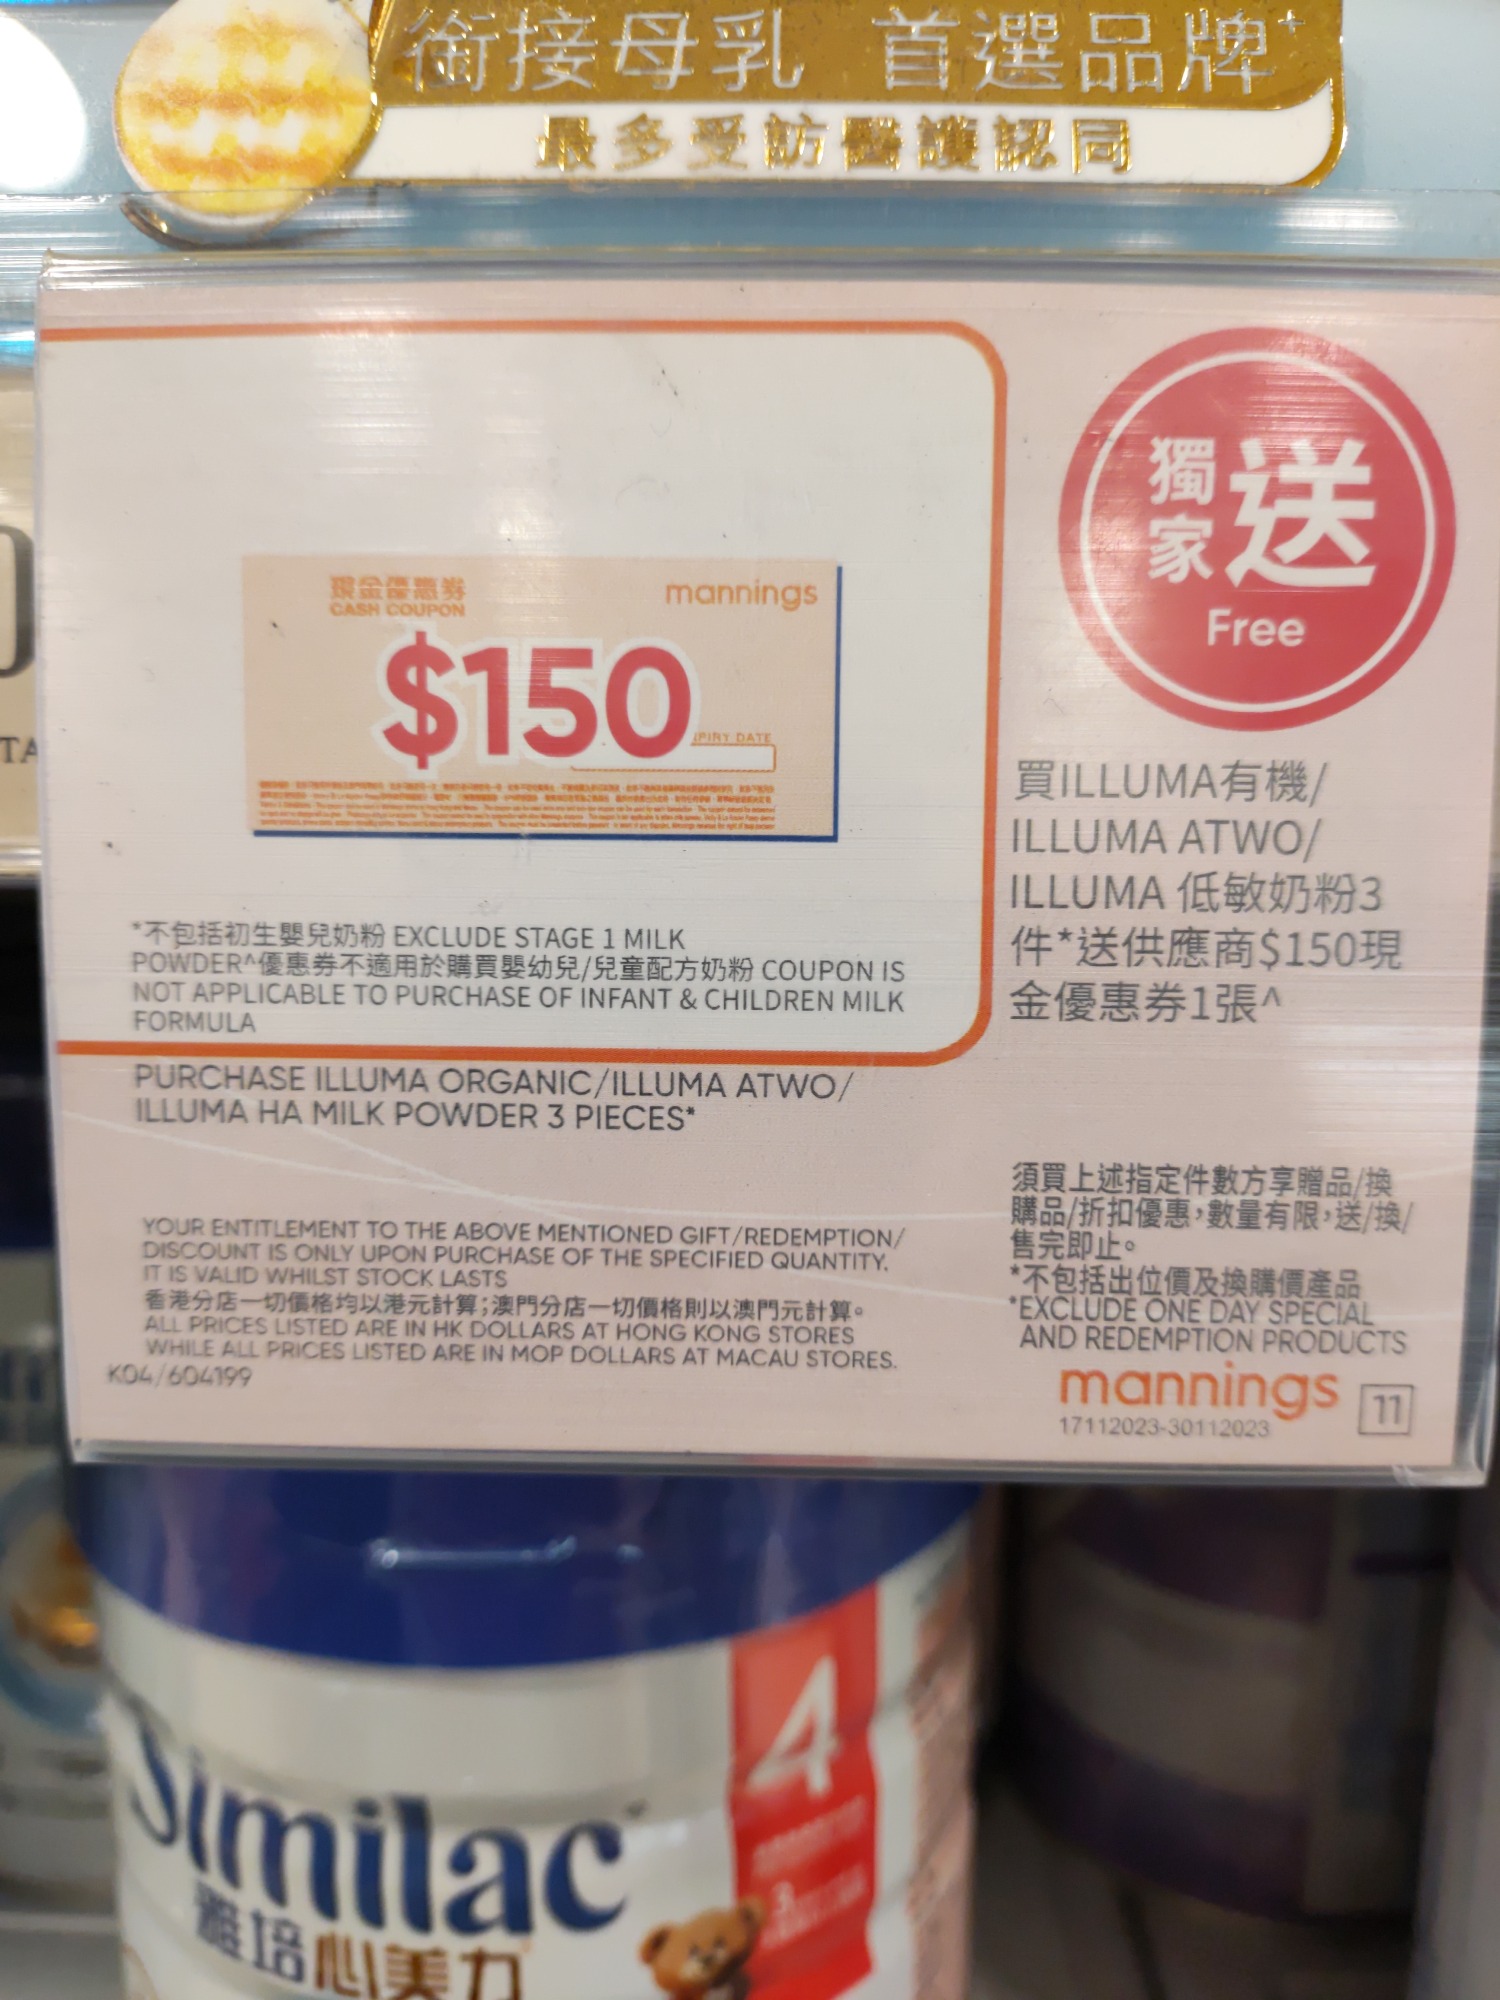 銜接母乳 首選品牌+
最多受訪醫護認同
現金優惠券
CASH COUPON
mannings
$150
PIRY DATE
獨家送
Free
買ILLUMA有機/
ILLUMA ATWO/
ILLUMA 低敏奶粉3
件*送供應商$150現
金優惠券1張^
*不包括初生嬰兒奶粉 EXCLUDE STAGE 1 MILK
POWDER^優惠券不適用於購買嬰幼兒/兒童配方奶粉 COUPON IS
NOT APPLICABLE TO PURCHASE OF INFANT & CHILDREN MILK
FORMULA
PURCHASE ILLUMA ORGANIC/ILLUMA ATWO/
ILLUMA HA MILK POWDER 3 PIECES*
YOUR ENTITLEMENT TO THE ABOVE MENTIONED GIFT/REDEMPTION/
DISCOUNT IS ONLY UPON PURCHASE OF THE SPECIFIED QUANTITY.
IT IS VALID WHILST STOCK LASTS
香港分店一切價格均以港元計算;澳門分店一切價格則以澳門元計算。
ALL PRICES LISTED ARE IN HK DOLLARS AT HONG KONG STORES
WHILE ALL PRICES LISTED ARE IN MOP DOLLARS AT MACAU STORES.
K04/604199
須買上述指定件數方享贈品/換
購品/折扣優惠,數量有限,送/換/
售完即止。
*不包括出位價及換購價產品
*EXCLUDE ONE DAY SPECIAL
AND REDEMPTION PRODUCTS
mannings
11
17112023-30112023
4
3
Similac
雅培心美力